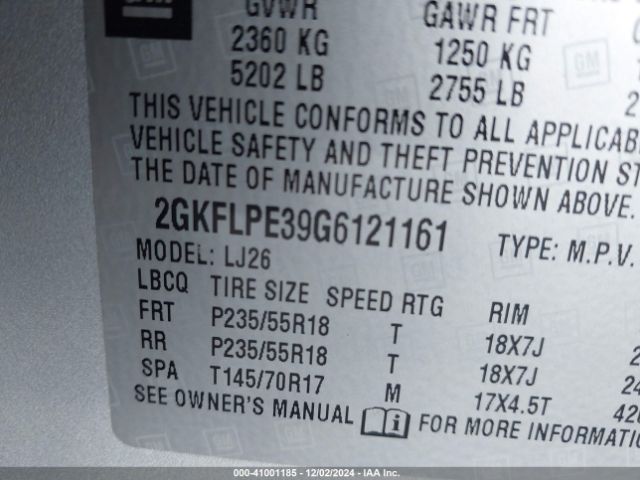 GVWR GAWR FRT
2360 KG 1250 KG
5202 LB 2755 LB
THIS VEHICLE CONFORMS TO ALL APPLICAB
VEHICLE SAFETY AND THEFT PREVENTION ST
THE DATE OF MANUFACTURE SHOWN ABOVE.
2GKFLPE39G6121161 TYPE: M.P.V.
MODEL: LJ26
LBCQ TIRE SIZE SPEED RTG RIM
FRT P235/55R18 T 18X7J
RR P235/55R18 T 18X7J
SPA T145/70R17 M 17X4.5T
SEE OWNER'S MANUAL i FOR MORE INFORMATIO
000-41001185 - 12/02/2024 - IAA Inc.